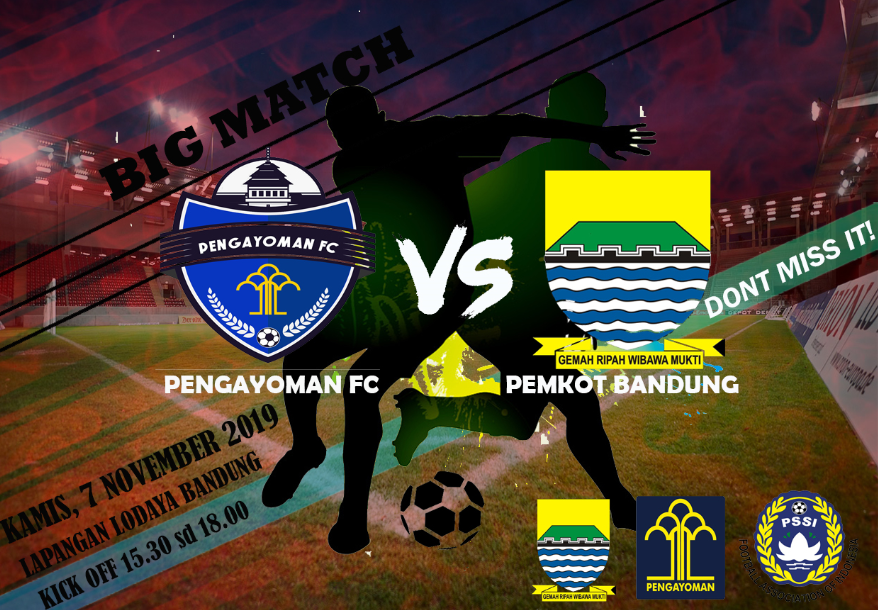 BIG MATCH
PENGAYOMAN FC
VS
DONT MISS IT!
GEMAH RIPAH WIBAWA MUKTI
PENGAYOMAN FC
PEMKOT BANDUNG
KAMIS, 7 NOVEMBER 2019
LAPANGAN LODAYA BANDUNG
KICK OFF 15.30 sd 18.00
GEMAH RIPAH WIBAWA MUKTI
PENGAYOMAN
PSSI